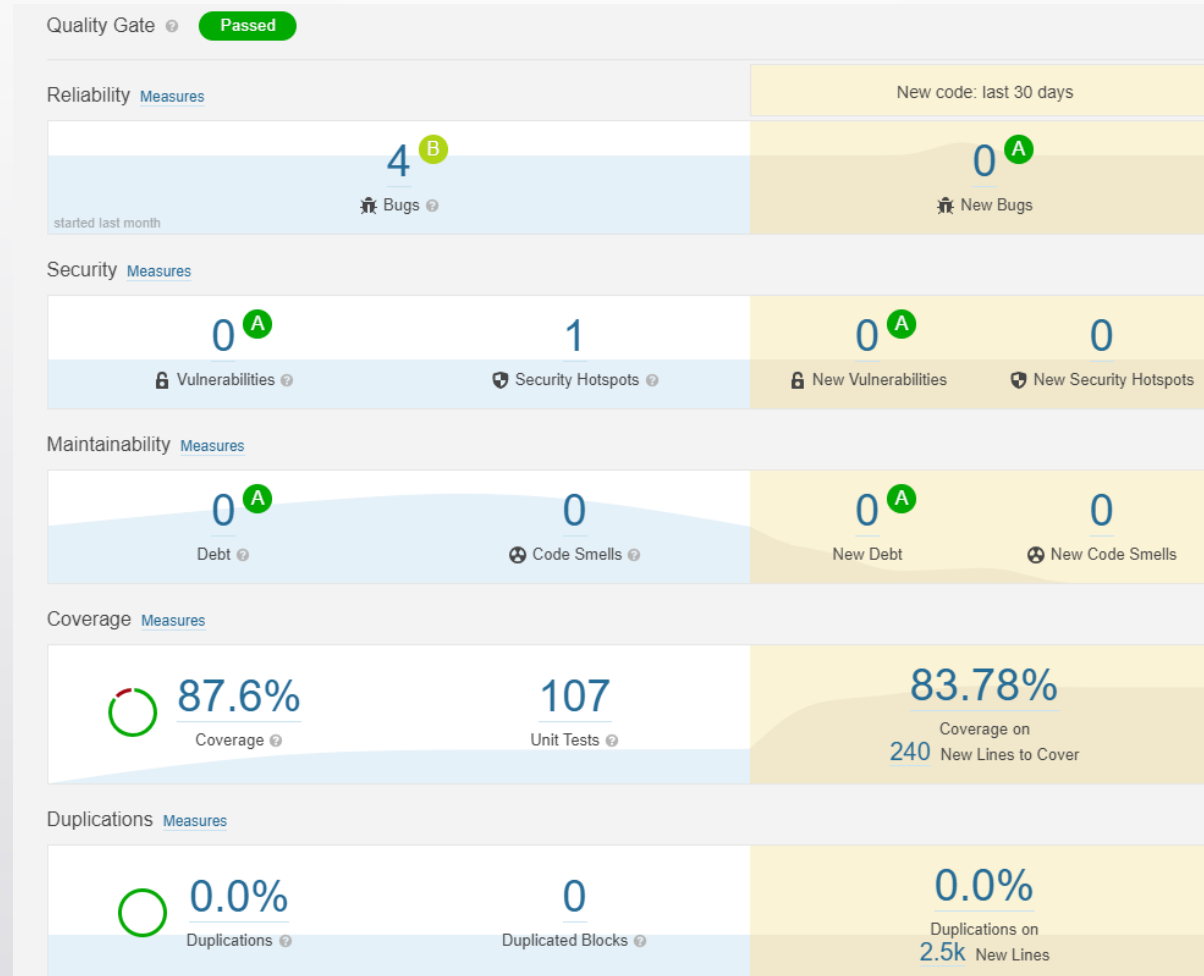 Quality Gate Passed
Reliability Measures
New code: last 30 days
4 B
0 A
Bugs
New Bugs
started last month
Security Measures
0 A
1
0 A
0
Vulnerabilities
Security Hotspots
New Vulnerabilities
New Security Hotspots
Maintainability Measures
0 A
0
0 A
0
Debt
Code Smells
New Debt
New Code Smells
Coverage Measures
87.6%
107
83.78%
Coverage
Unit Tests
Coverage on
240 New Lines to Cover
Duplications Measures
0.0%
0
0.0%
Duplications
Duplicated Blocks
Duplications on
2.5k New Lines